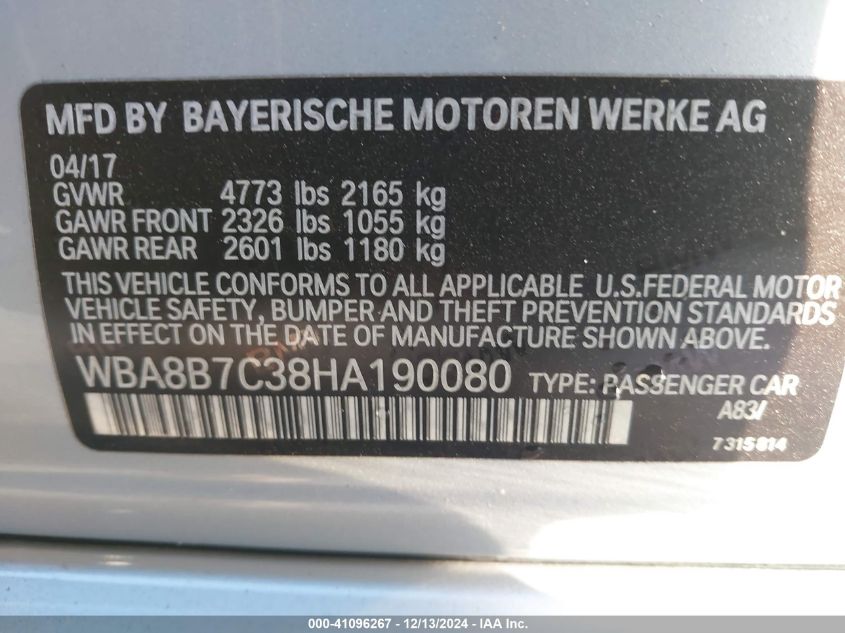 MFD BY BAYERISCHE MOTOREN WERKE AG
04/17
GVWR 4773 lbs 2165 kg
GAWR FRONT 2326 lbs 1055 kg
GAWR REAR 2601 lbs 1180 kg
THIS VEHICLE CONFORMS TO ALL APPLICABLE U.S.FEDERAL MOTOR
VEHICLE SAFETY, BUMPER AND THEFT PREVENTION STANDARDS
IN EFFECT ON THE DATE OF MANUFACTURE SHOWN ABOVE.
WBA8B7C38HA190080 TYPE: PASSENGER CAR
A83/
7315814
000-41096267 - 12/13/2024 - IAA Inc.